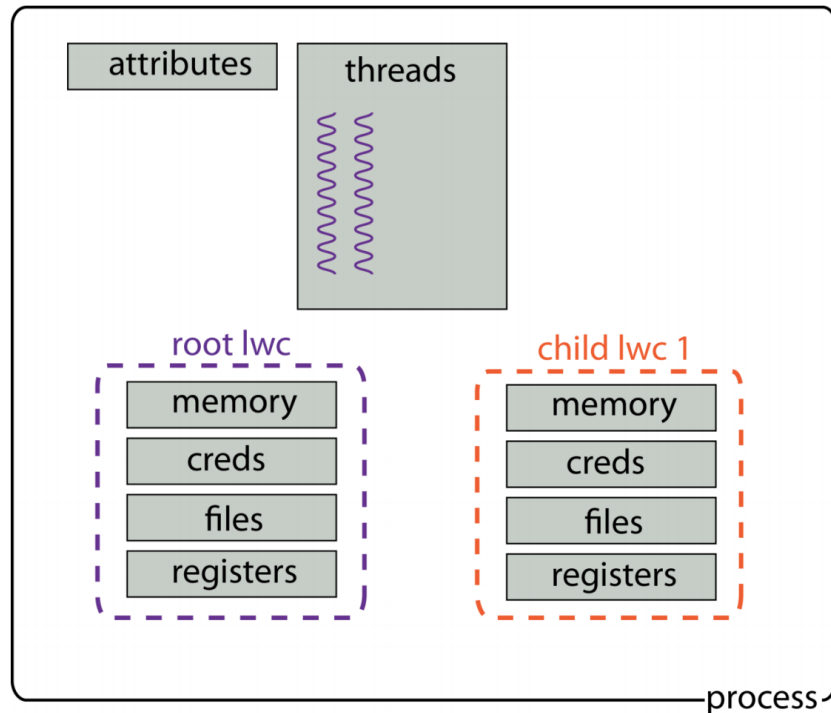 attributes
threads
root lwc
memory
creds
files
registers
child lwc 1
memory
creds
files
registers
process